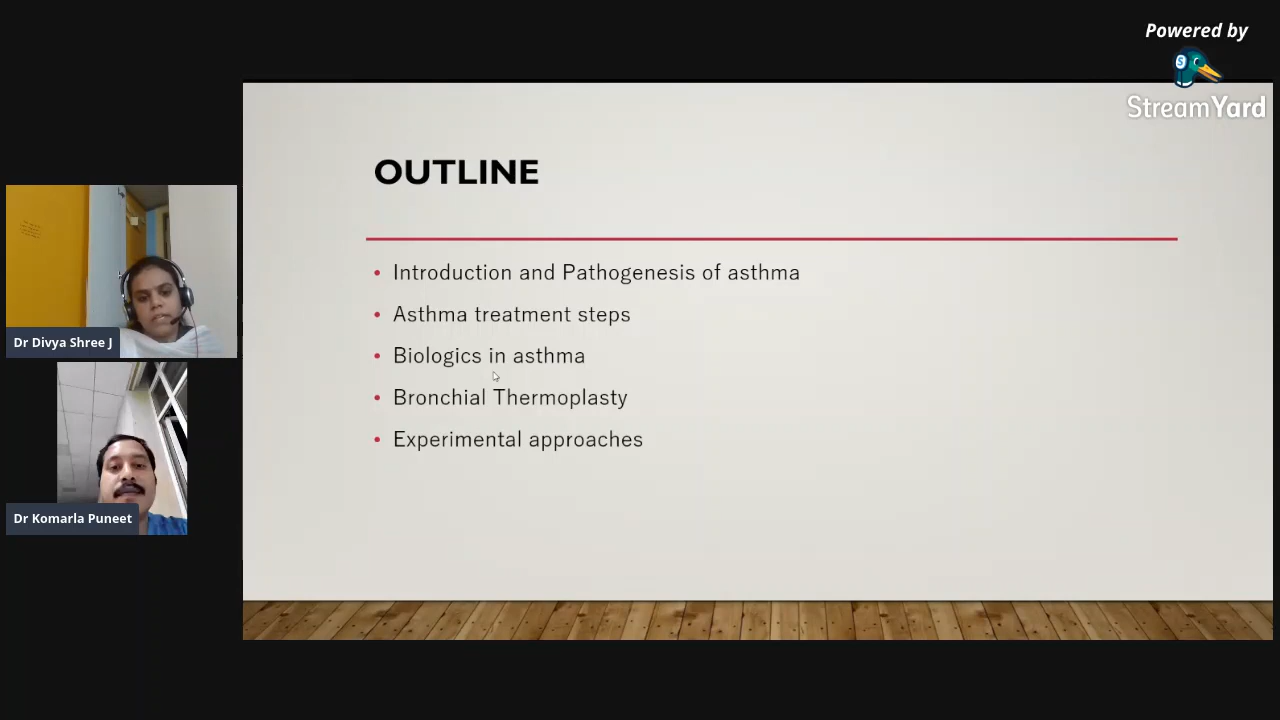 Powered by
StreamYard
OUTLINE
• Introduction and Pathogenesis of asthma
• Asthma treatment steps
• Biologics in asthma
• Bronchial Thermoplasty
• Experimental approaches
Dr Divya Shree J
Dr Komarla Puneet